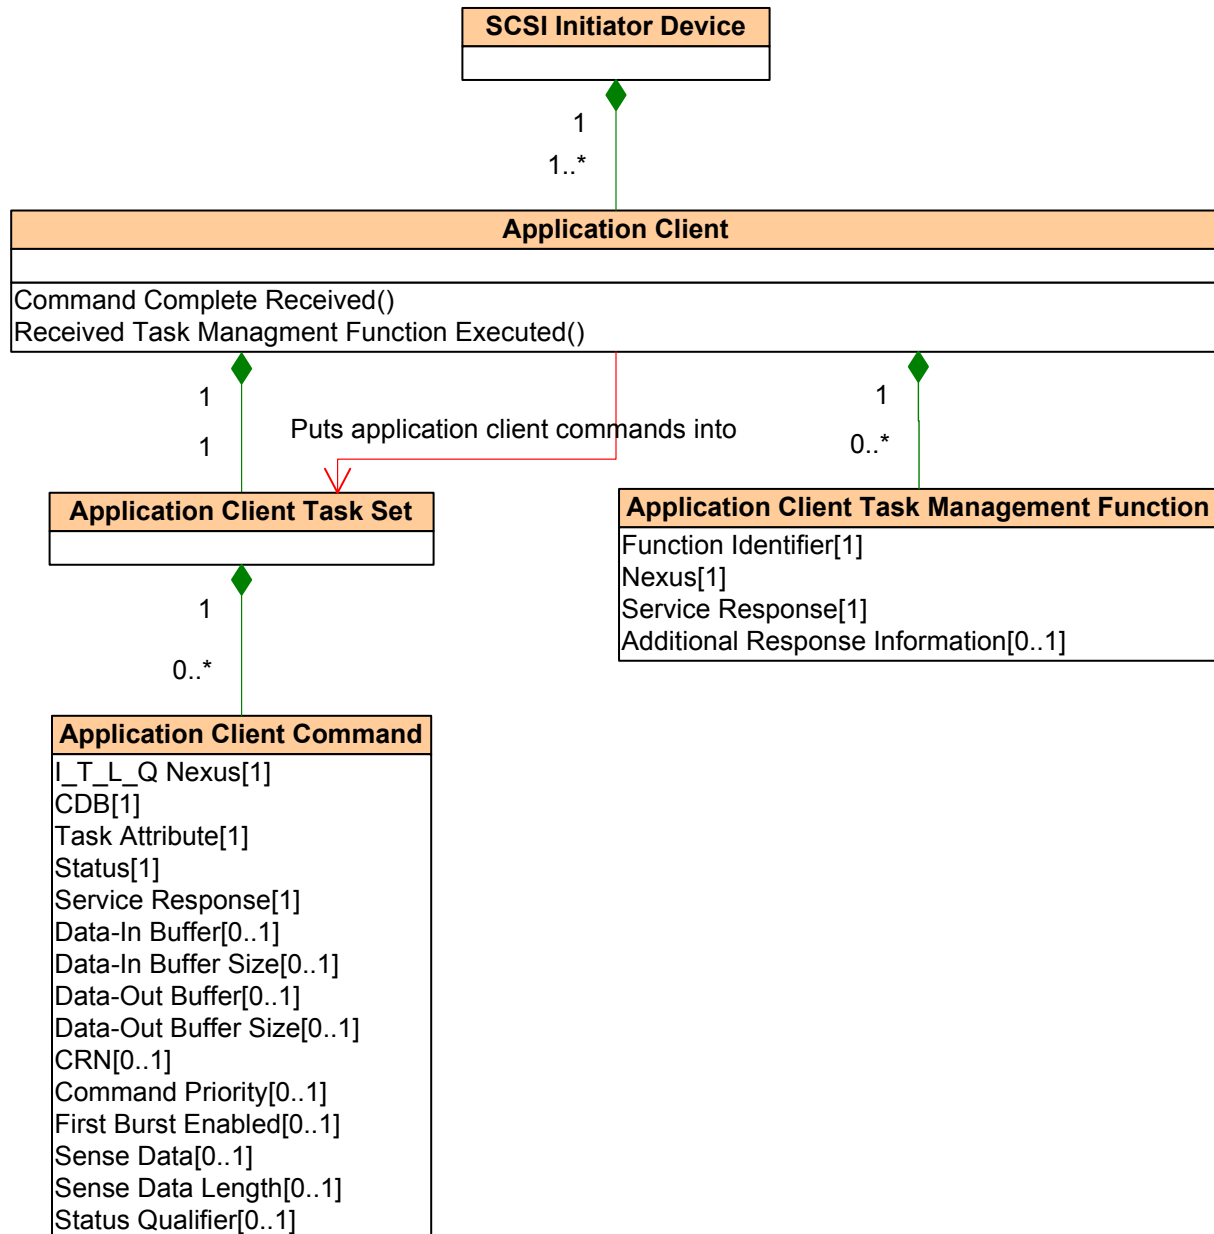 SCSI Initiator Device
1
1..*
Application Client
Command Complete Received()
Received Task Managment Function Executed()
1
1
Puts application client commands into
1
0..*
Application Client Task Set
Application Client Task Management Function
Function Identifier[1]
Nexus[1]
Service Response[1]
Additional Response Information[0..1]
1
0..*
Application Client Command
I_T_L_Q Nexus[1]
CDB[1]
Task Attribute[1]
Status[1]
Service Response[1]
Data-In Buffer[0..1]
Data-In Buffer Size[0..1]
Data-Out Buffer[0..1]
Data-Out Buffer Size[0..1]
CRN[0..1]
Command Priority[0..1]
First Burst Enabled[0..1]
Sense Data[0..1]
Sense Data Length[0..1]
Status Qualifier[0..1]